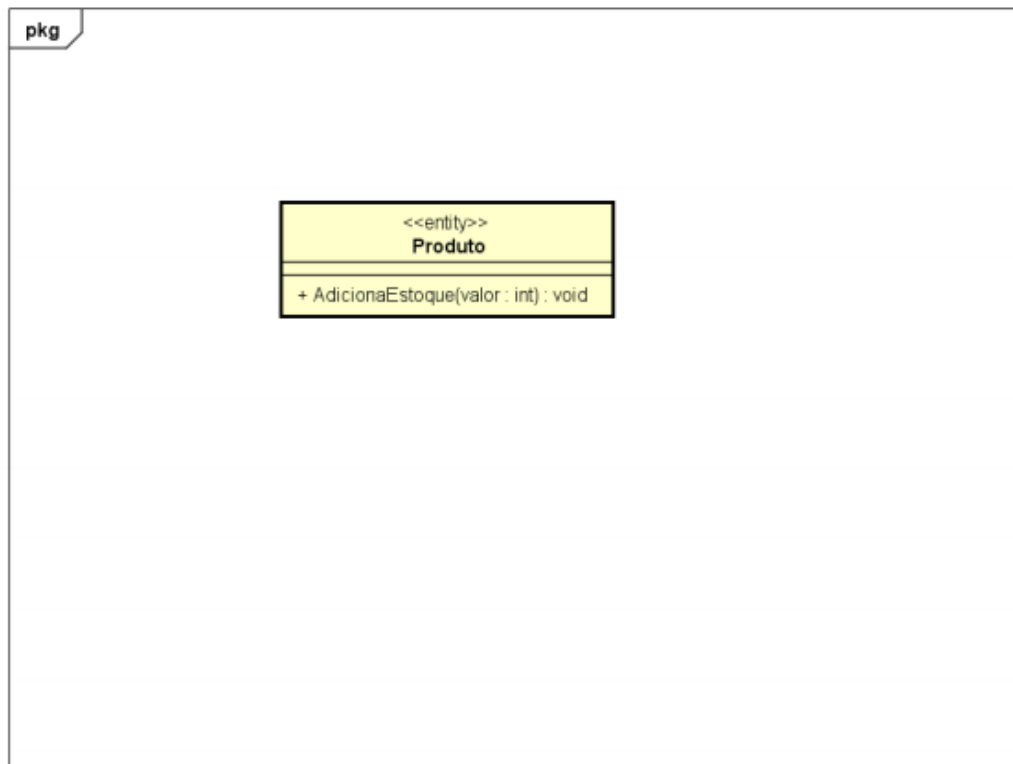 pkg
<<entity>>
Produto
+ AdicionaEstoque(valor : int) : void